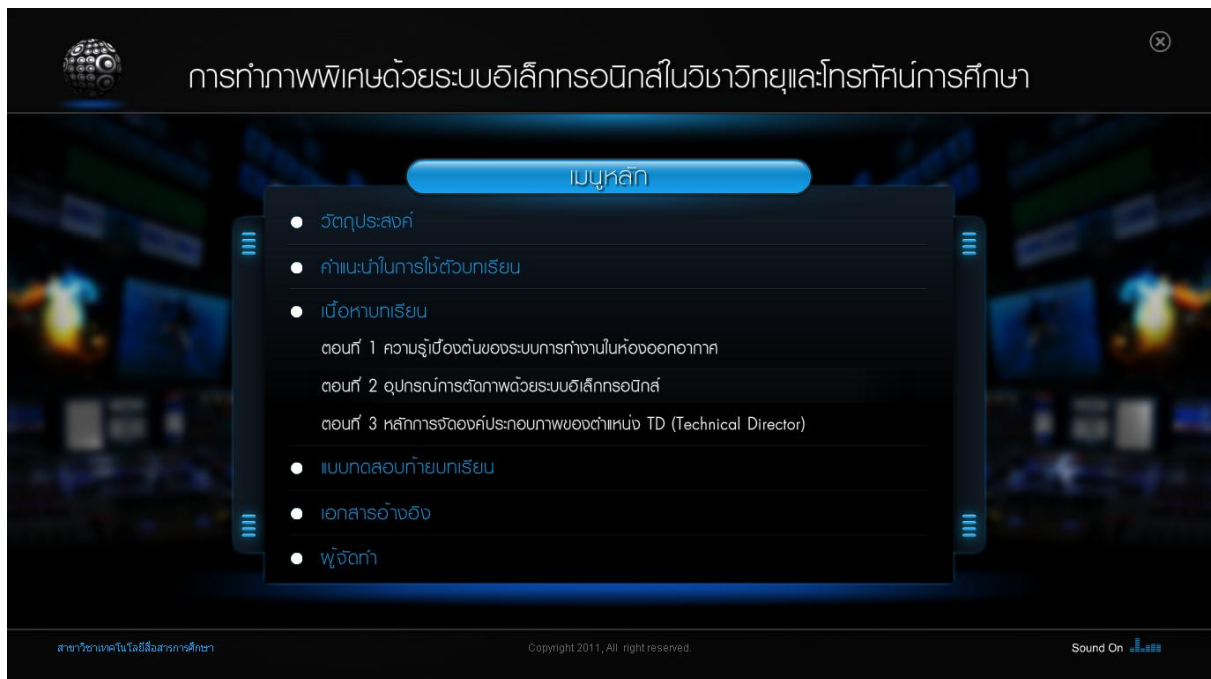 การทำภาพพิเศษด้วยระบบอิเล็กทรอนิกส์ในวิชาวิทยุและโทรทัศน์การศึกษา
เมนูหลัก
วัตถุประสงค์
คำแนะนำในการใช้ตัวบทเรียน
เนื้อหาบทเรียน
ตอนที่ 1 ความรู้เบื้องต้นของระบบการทำงานในห้องออกอากาศ
ตอนที่ 2 อุปกรณ์การตัดภาพด้วยระบบอิเล็กทรอนิกส์
ตอนที่ 3 หลักการจัดองค์ประกอบภาพของตำแหน่ง TD (Technical Director)
แบบทดสอบท้ายบทเรียน
เอกสารอ้างอิง
ผู้จัดทำ
สาขาวิชาเทคโนโลยีสื่อสารการศึกษา
Copyright 2011, All right reserved.
Sound On